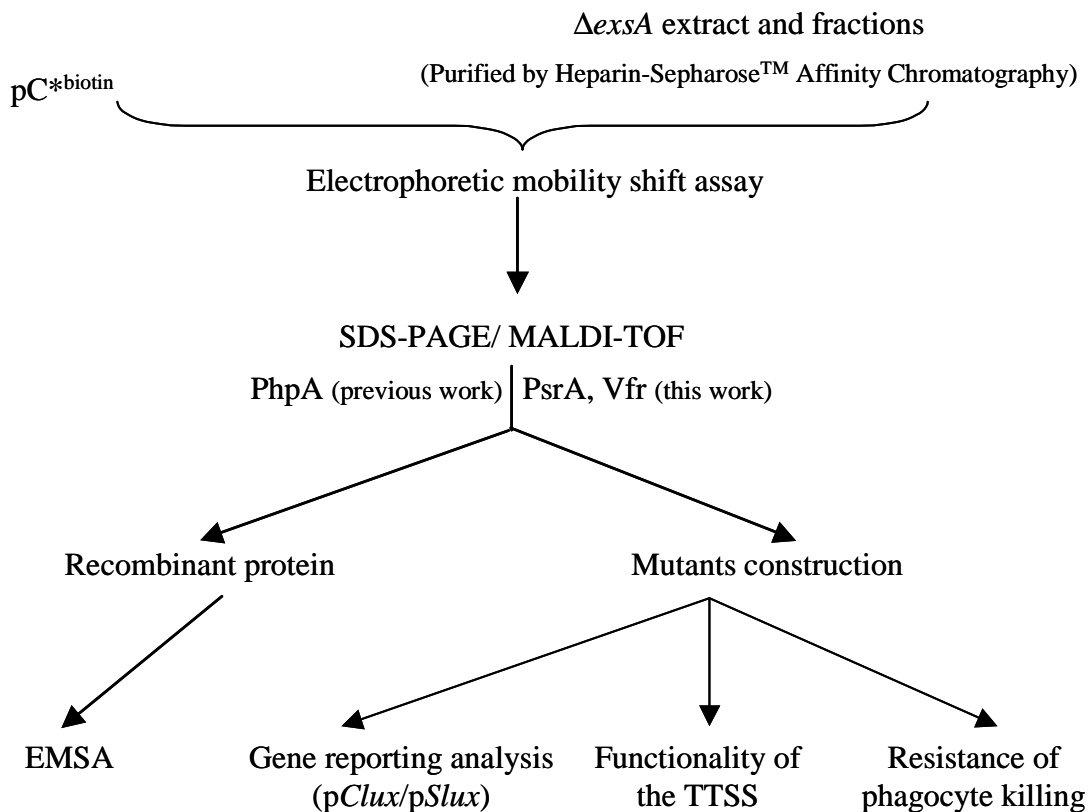 ΔexsA extract and fractions
(Purified by Heparin-Sepharose™ Affinity Chromatography)
pC*biotin
Electrophoretic mobility shift assay
SDS-PAGE/ MALDI-TOF
PhpA (previous work) PsrA, Vfr (this work)
Recombinant protein Mutants construction
EMSA Gene reporting analysis Functionality of Resistance of
(pClux/pSlux) the TTSS phagocyte killing